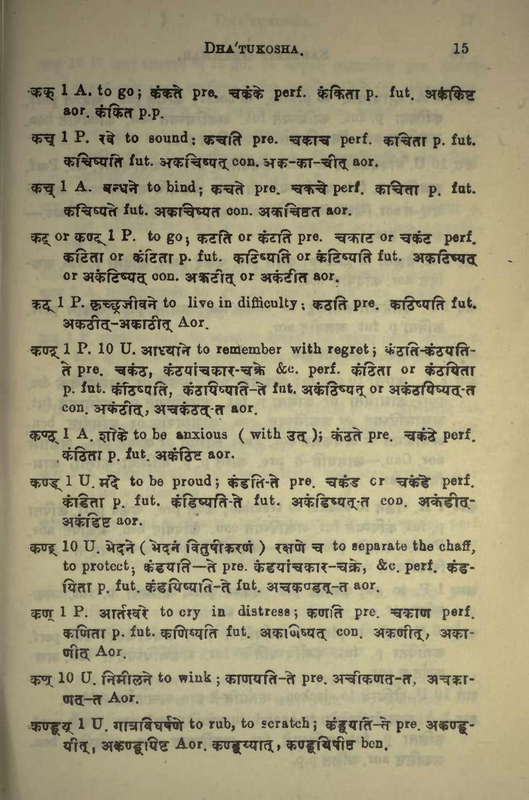 DHA'TUKOSHA. 15
कक् 1 A. to go; कंकते pre. चकंके perf. कंकिता p. fut. अकंकिष्ट
aor. कंकित p.p.
कच् 1 P. रवे to sound; कचति pre. चकाच perf. कचिता p. fut.
कचिष्यति fut. अकचिष्यत् con. अक-का-चीत् aor.
कच् 1 A. बन्धने to bind; कचते pre. चकचे perf. कचिता p. fut.
कचिष्यते fut. अकचिष्यत con. अकचिष्टत aor.
कट् or कण्ट् 1 P. to go; कटति or कंटति pre. चकाट or चकंट perf.
कटिता or कंटिता p. fut. कटिष्यति or कंटिष्यति fut. अकटिष्यत्
or अकंटिष्यत् con. अकटीत् or अकंटीत aor.
कठ् 1 P. कृच्छ्रजीवने to live in difficulty; कठति pre. कठिष्यति fut.
अकठीत्-अकाठीत् Aor.
कण्ठ् 1 P. 10 U. आध्याने to remember with regret; कंठति-कंठयति-
ते pre. चकंठ, कंठयांचकार-चक्रे &c. perf. कंठिता or कंठयिता
p. fut. कंठिष्यति, कंठयिष्यति-ते fut. अकंठिष्यत् or अकंठयिष्यत्-त
con. अकंठीत्, अचकंठत्-त aor.
कण्ठ् 1 A. शोके to be anxious (with उत्); कंठते pre. चकंठे perf.
कंठिता p. fut. अकंठिष्ट aor.
कण्ड् 1 U. मदे to be proud; कंडति-ते pre. चकंड or चकंडे perf.
कंडिता p. fut. कंडिष्यति-ते fut. अकंडिष्यत्-त con. अकंडीत्-
अकंडिष्ट aor.
कण्ड् 10 U. भेदने (भेदनं वितुषीकरणं) रक्षणे च to separate the chaff,
to protect; कंडयति—ते pre. कंडयांचकार-चक्रे, &c. perf. कंड-
यिता p. fut. कंडयिष्यति-ते fut. अचकण्डत्-त aor.
कण् 1 P. आर्तस्वरे to cry in distress; कणति pre. चकाण perf.
कणिता p. fut. कणिष्यति fut. अकणिष्यत् con. अकणीत्, अका-
णीत् Aor.
कण् 10 U. निमीलने to wink; काणयति-ते pre. अचीकणत्-त, अचका-
णत्-त Aor.
कण्डूय् 1 U. गात्रविघर्षणे to rub, to scratch; कंडूयति-ते pre. अकण्डू-
यीत्, अकण्डूयिष्ट Aor. कण्डूय्यात्, कण्डूयिषीष्ट ben.